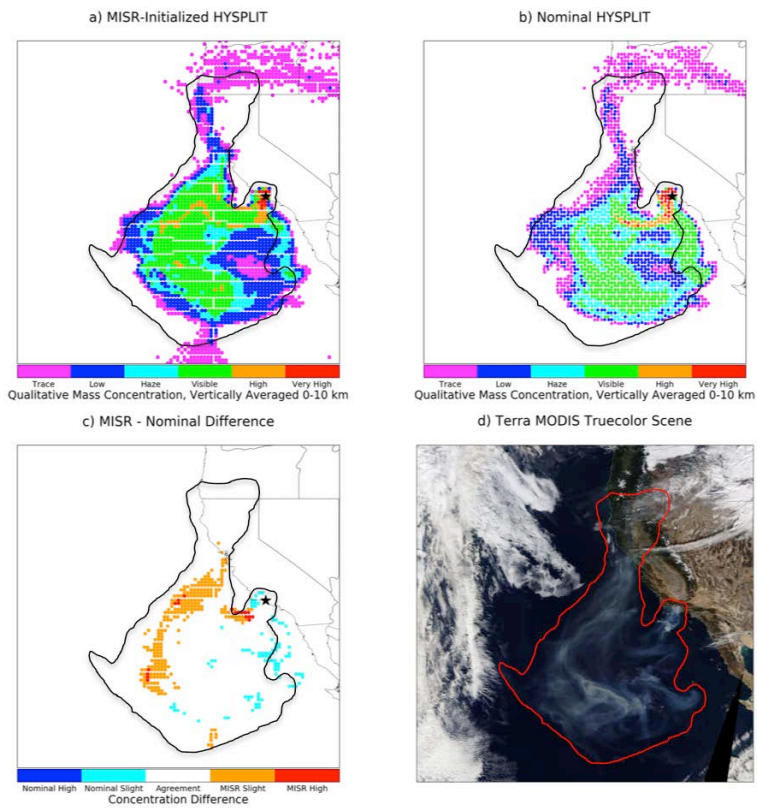 a) MISR-Initialized HYSPLIT
b) Nominal HYSPLIT
Trace Low Haze Visible High Very High
Qualitative Mass Concentration, Vertically Averaged 0-10 km
Trace Low Haze Visible High Very High
Qualitative Mass Concentration, Vertically Averaged 0-10 km
c) MISR - Nominal Difference
d) Terra MODIS Truecolor Scene
Nominal High Nominal Slight Agreement MISR Slight MISR High
Concentration Difference